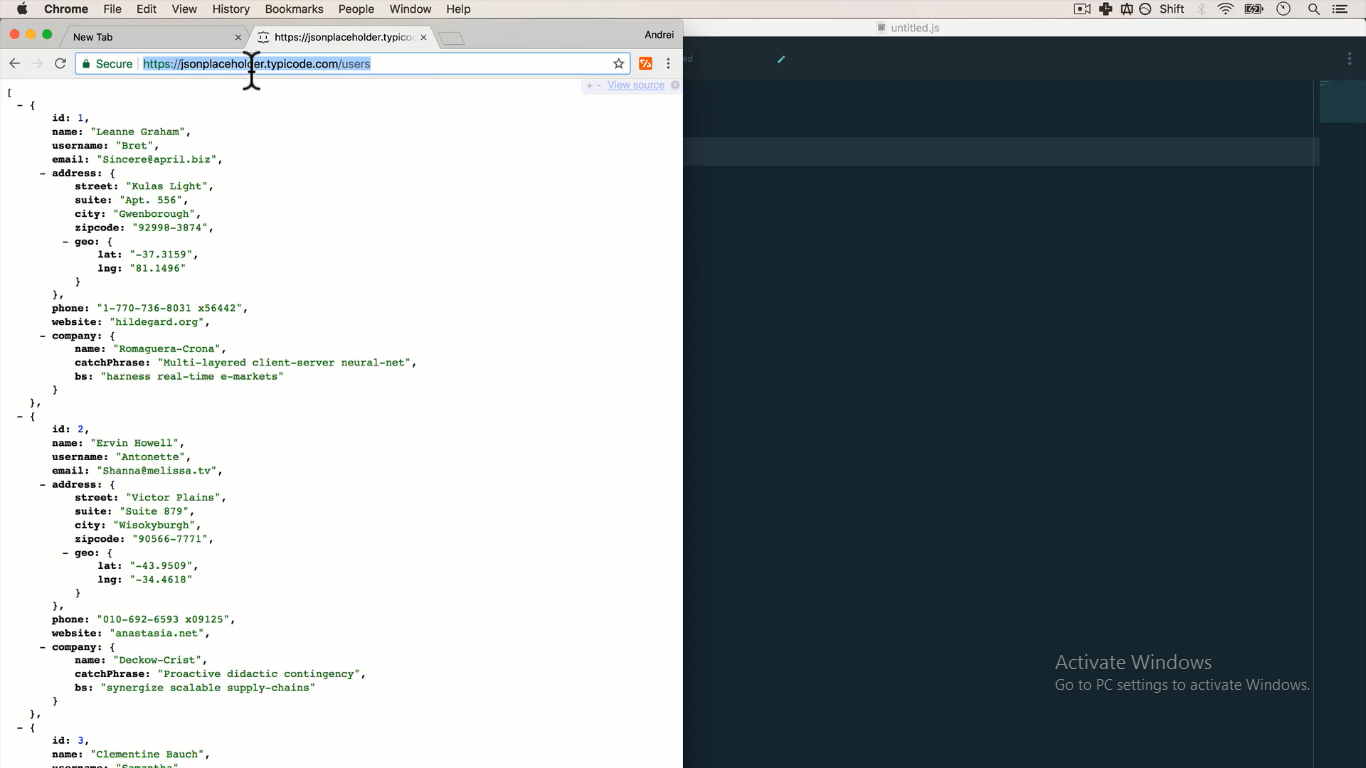 Chrome File Edit View History Bookmarks People Window Help Shift
untitled.js
New Tab × https://jsonplaceholder.typico × Andrei
Secure https://jsonplaceholder.typicode.com/users
+ - View source
[
- {
id: 1,
name: "Leanne Graham",
username: "Bret",
email: "Sincere@april.biz",
- address: {
street: "Kulas Light",
suite: "Apt. 556",
city: "Gwenborough",
zipcode: "92998-3874",
- geo: {
lat: "-37.3159",
lng: "81.1496"
}
},
phone: "1-770-736-8031 x56442",
website: "hildegard.org",
- company: {
name: "Romaguera-Crona",
catchPhrase: "Multi-layered client-server neural-net",
bs: "harness real-time e-markets"
}
},
- {
id: 2,
name: "Ervin Howell",
username: "Antonette",
email: "Shanna@melissa.tv",
- address: {
street: "Victor Plains",
suite: "Suite 879",
city: "Wisokyburgh",
zipcode: "90566-7771",
- geo: {
lat: "-43.9509",
lng: "-34.4618"
}
},
phone: "010-692-6593 x09125",
website: "anastasia.net",
- company: {
name: "Deckow-Crist",
catchPhrase: "Proactive didactic contingency",
bs: "synergize scalable supply-chains"
}
},
- {
id: 3,
name: "Clementine Bauch",
Activate Windows
Go to PC settings to activate Windows.